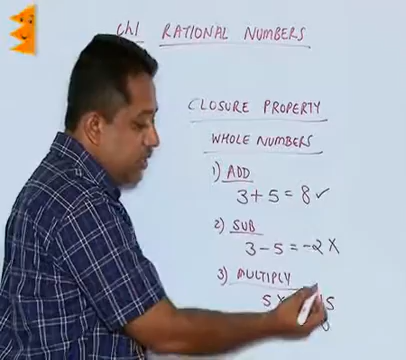 Ch1 RATIONAL NUMBERS
CLOSURE PROPERTY
WHOLE NUMBERS
1) ADD
3 + 5 = 8 ✓
2) SUB
3 - 5 = -2 X
3) MULTIPLY
5 X